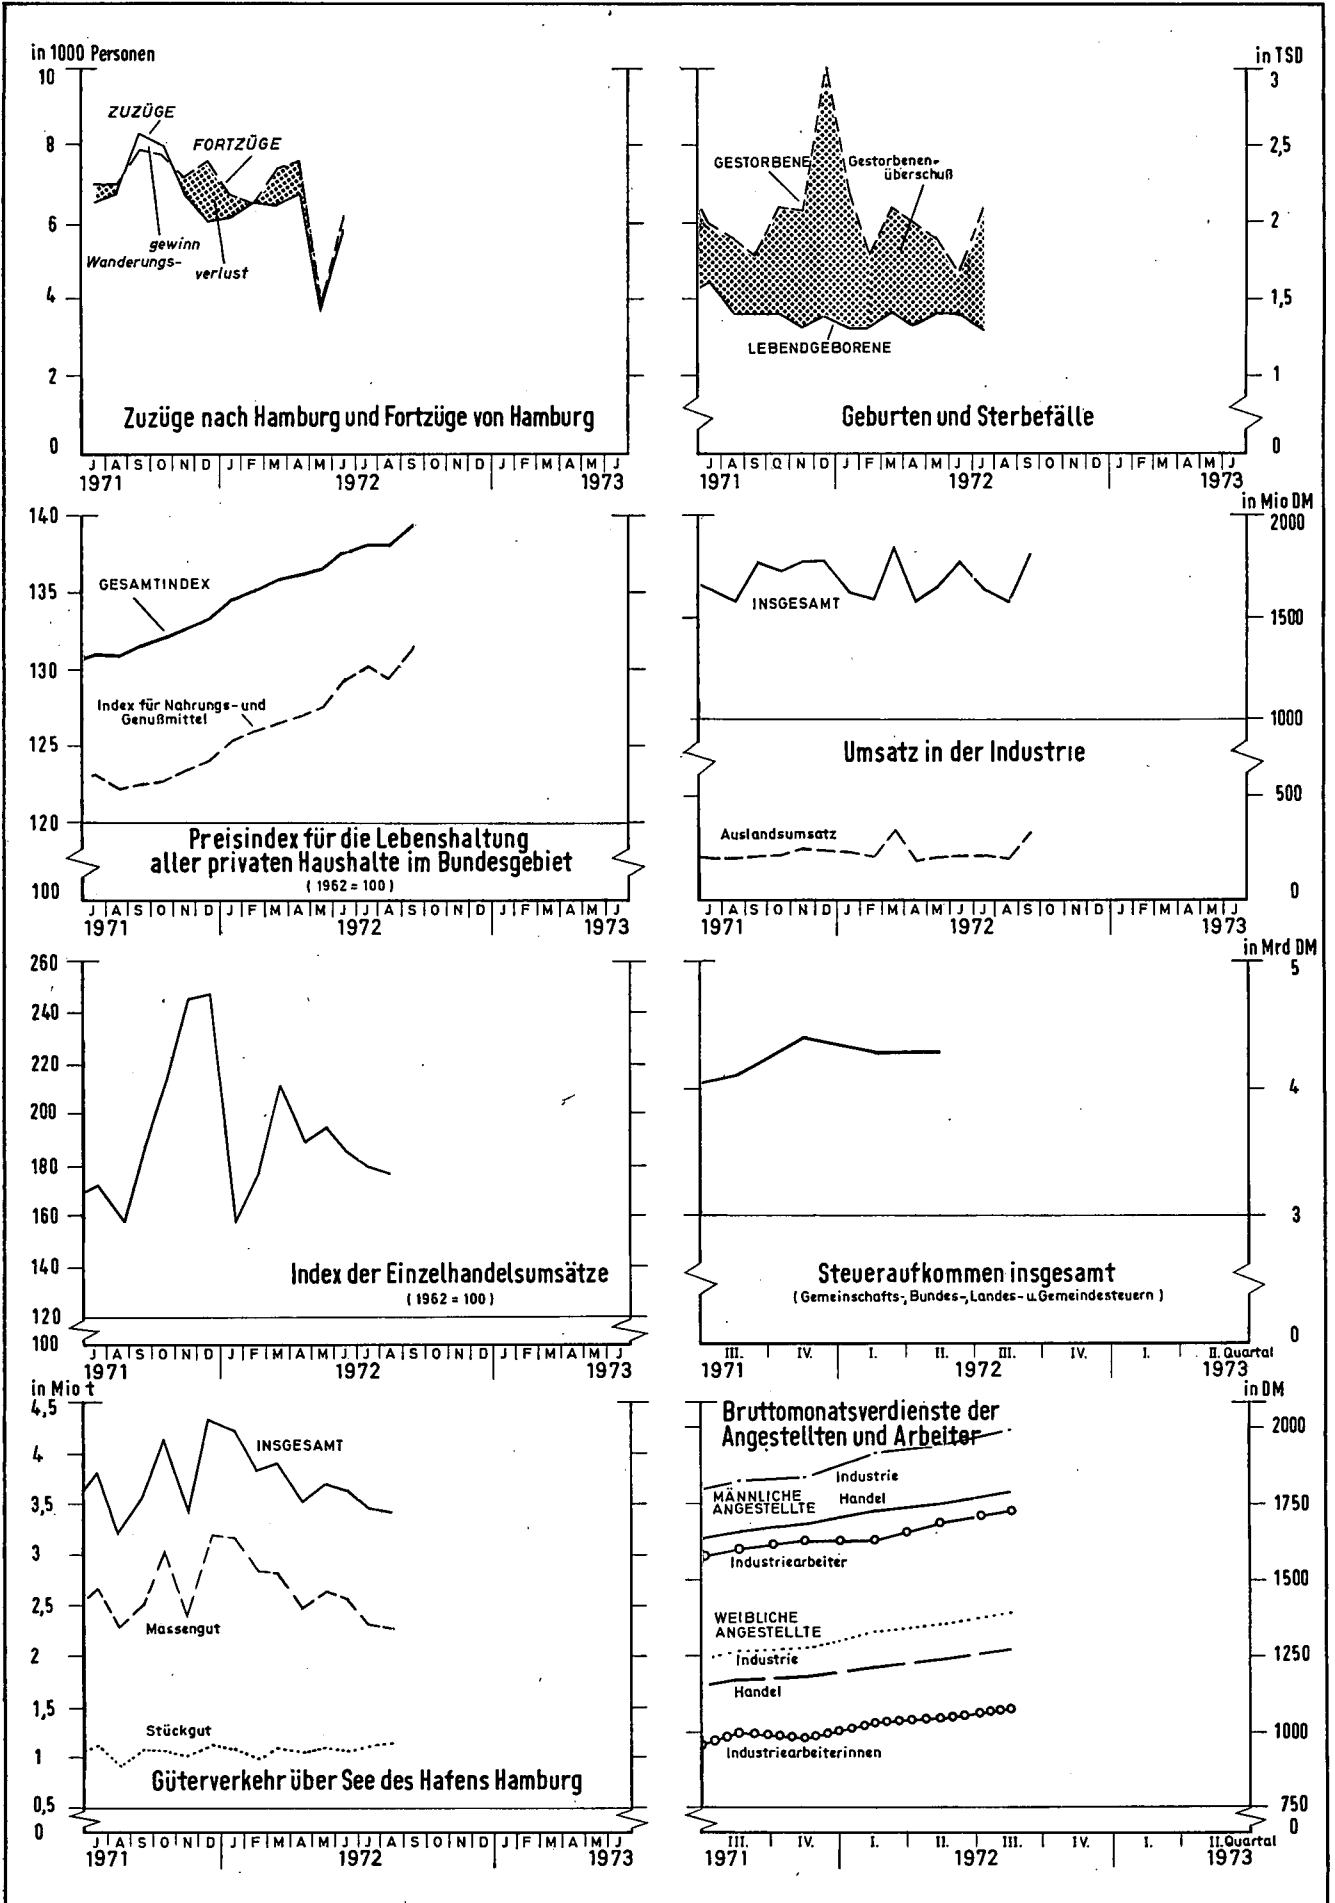 in 1000 Personen
10
8
6
4
2
0
ZUZÜGE
FORTZÜGE
gewinn
Wanderungs-
verlust
Zuzüge nach Hamburg und Fortzüge von Hamburg
J A S O N D J F M A M J J A S O N D J F M A M J
1971 1972 1973
in TSD
3
2,5
2
1,5
1
0
GESTORBENE
Gestorbenen-
überschuß
LEBENDGEBORENE
Geburten und Sterbefälle
J A S O N D J F M A M J J A S O N D J F M A M J
1971 1972 1973
140
135
130
125
120
100
GESAMTINDEX
Index für Nahrungs- und
Genußmittel
Preisindex für die Lebenshaltung
aller privaten Haushalte im Bundesgebiet
( 1962 = 100 )
J A S O N D J F M A M J J A S O N D J F M A M J
1971 1972 1973
in Mio DM
2000
1500
1000
500
0
INSGESAMT
Umsatz in der Industrie
Auslandsumsatz
J A S O N D J F M A M J J A S O N D J F M A M J
1971 1972 1973
260
240
220
200
180
160
140
120
100
Index der Einzelhandelsumsätze
( 1962 = 100 )
J A S O N D J F M A M J J A S O N D J F M A M J
1971 1972 1973
in Mrd DM
5
4
3
0
Steueraufkommen insgesamt
( Gemeinschafts-, Bundes-, Landes- u. Gemeindesteuern )
III. IV. I. II. III. IV. I. II. Quartal
1971 1972 1973
in Mio t
4,5
4
3,5
3
2,5
2
1,5
1
0,5
0
INSGESAMT
Massengut
Stückgut
Güterverkehr über See des Hafens Hamburg
J A S O N D J F M A M J J A S O N D J F M A M J
1971 1972 1973
in DM
2000
1750
1500
1250
1000
750
0
Bruttomonatsverdienste der
Angestellten und Arbeiter
Industrie
MÄNNLICHE
ANGESTELLTE
Handel
Industriearbeiter
WEIBLICHE
ANGESTELLTE
Industrie
Handel
Industriearbeiterinnen
III. IV. I. II. III. IV. I. II. Quartal
1971 1972 1973